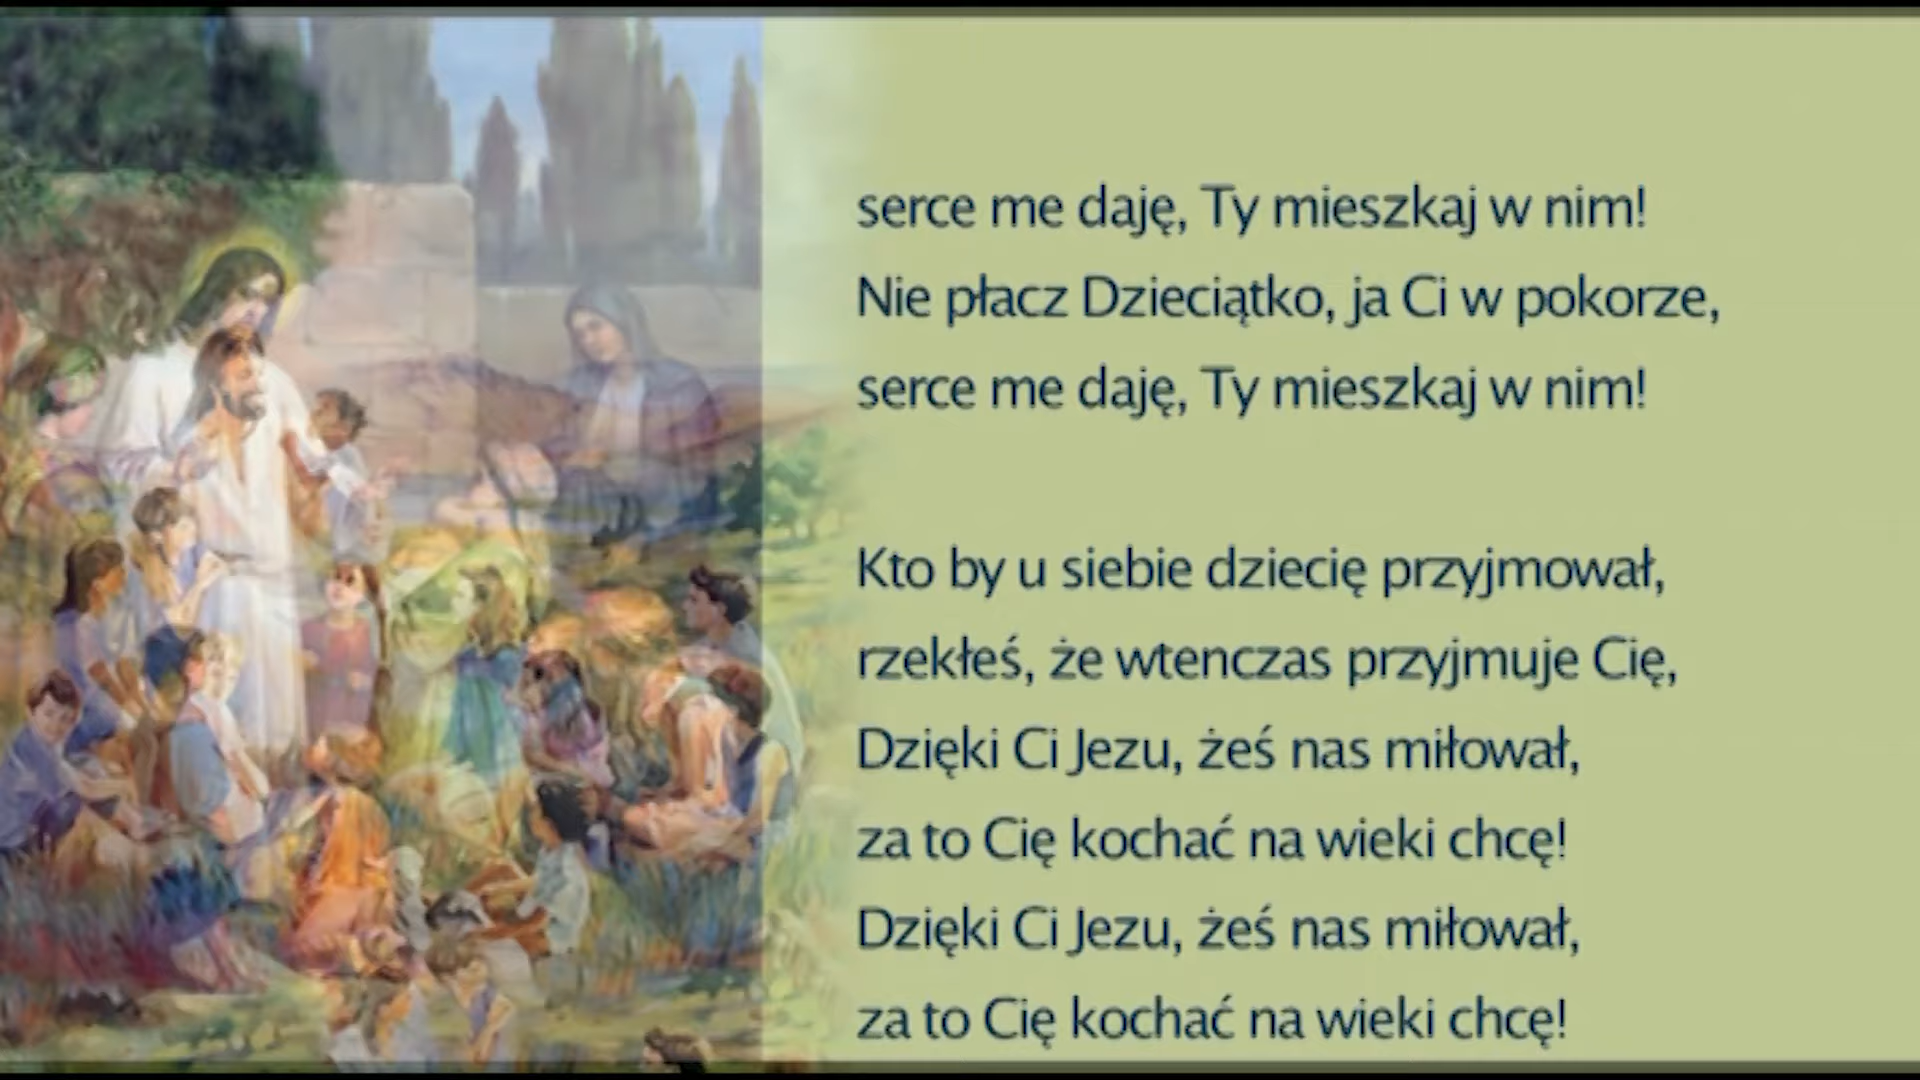 serce me daję, Ty mieszkaj w nim!
Nie płacz Dzieciątko, ja Ci w pokorze,
serce me daję, Ty mieszkaj w nim!
Kto by u siebie dziecię przyjmował,
rzekłeś, że wtenczas przyjmuje Cię,
Dzięki Ci Jezu, żeś nas miłował,
za to Cię kochać na wieki chcę!
Dzięki Ci Jezu, żeś nas miłował,
za to Cię kochać na wieki chcę!